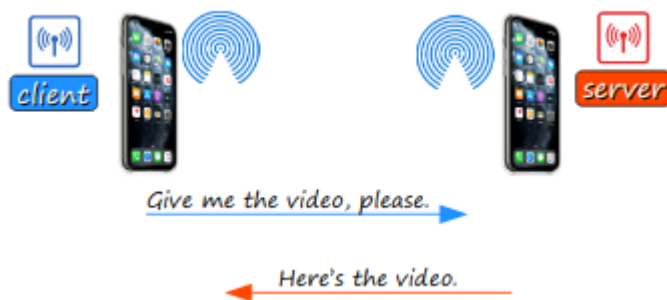 client
server
Give me the video, please.
Here's the video.